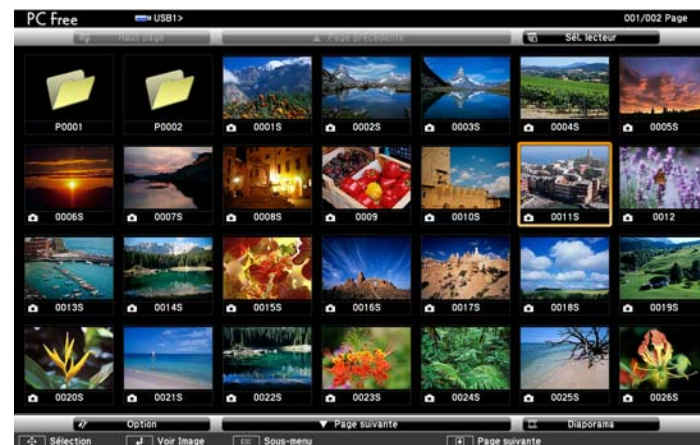 PC Free USB1> 001/002 Page
Haut page ▲ Page précédente Sél. lecteur
P0001 P0002 0001S 0002S 0003S 0004S 0005S
0006S 0007S 0008S 0009 0010S 0011S 0012
0013S 0014S 0015S 0016S 0017S 0018S 0019S
0020S 0021S 0022S 0023S 0024S 0025S 0026S
Option ▼ Page suivante Diaporama
Sélection Voir Image ESC Sous-menu Page suivante